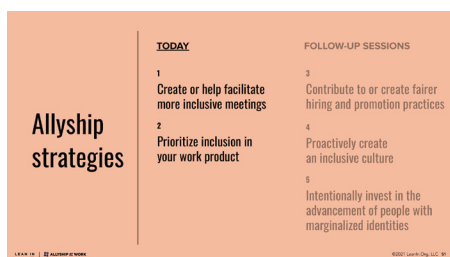 Allyship
strategies
TODAY
1
Create or help facilitate
more inclusive meetings
2
Prioritize inclusion in
your work product
FOLLOW-UP SESSIONS
3
Contribute to or create fairer
hiring and promotion practices
4
Proactively create
an inclusive culture
5
Intentionally invest in the
advancement of people with
marginalized identities
LEAN IN | ALLYSHIP @ WORK
©2021 LeanIn.Org, LLC 51